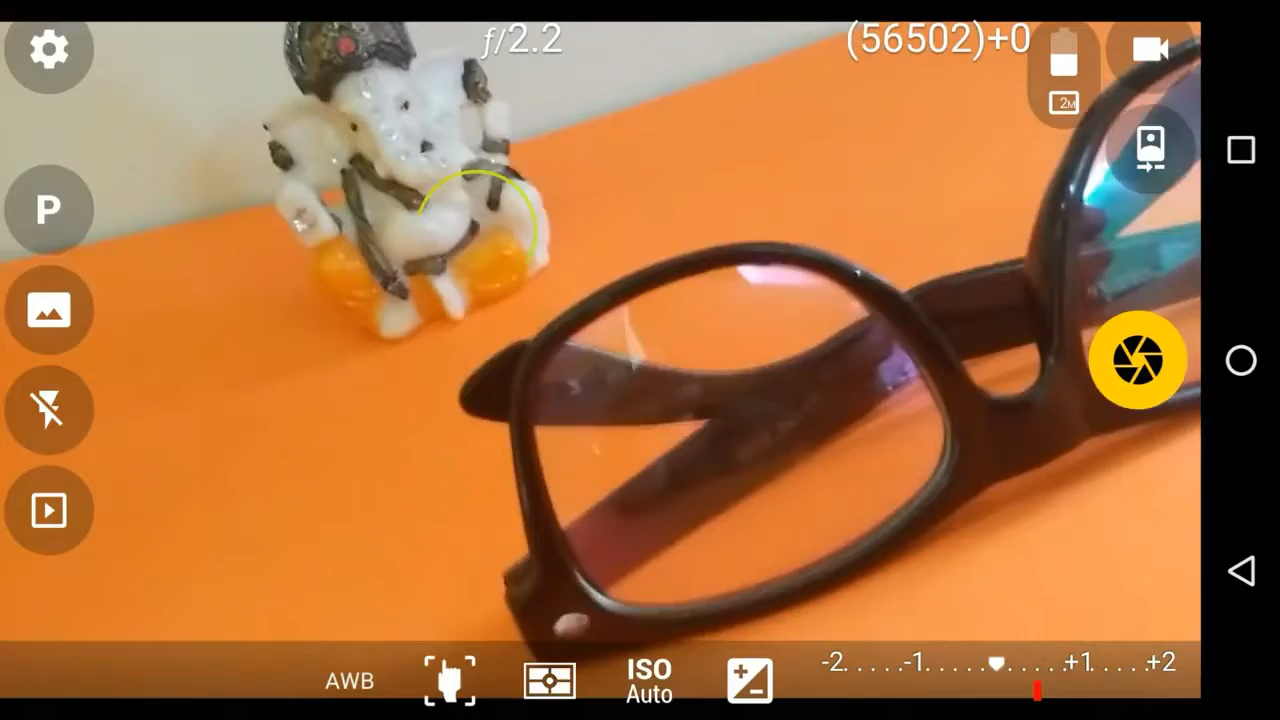 f/2.2
(56502)+0
2M
P
AWB
ISO
Auto
-2.....-1.....
.....+1.....+2